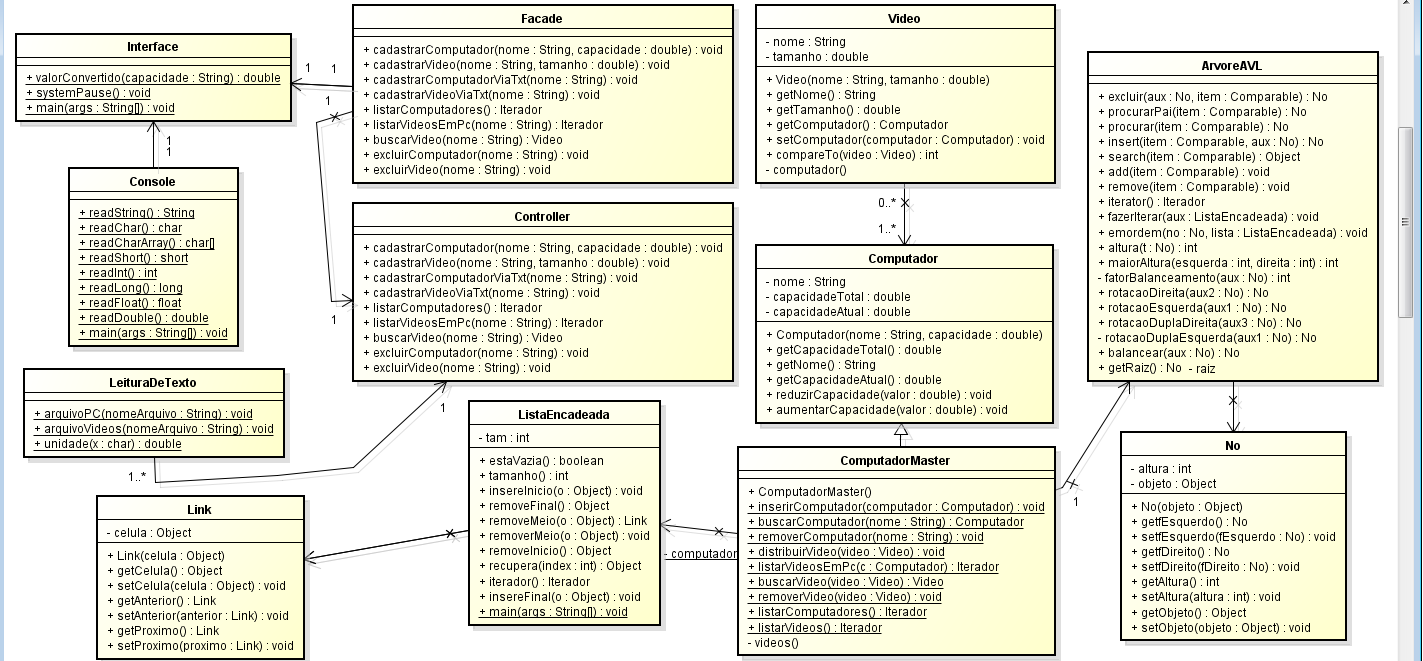 Interface
+ valorConvertido(capacidade : String) : double
+ systemPause() : void
+ main(args : String[]) : void
1
1
1
1
1
Console
+ readString() : String
+ readChar() : char
+ readCharArray() : char[]
+ readShort() : short
+ readInt() : int
+ readLong() : long
+ readFloat() : float
+ readDouble() : double
+ main(args : String[]) : void
LeituraDeTexto
+ arquivoPC(nomeArquivo : String) : void
+ arquivoVideos(nomeArquivo : String) : void
+ unidade(x : char) : double
1..*
Link
- celula : Object
+ Link(celula : Object)
+ getCelula() : Object
+ setCelula(celula : Object) : void
+ getAnterior() : Link
+ setAnterior(anterior : Link) : void
+ getProximo() : Link
+ setProximo(proximo : Link) : void
Facade
+ cadastrarComputador(nome : String, capacidade : double) : void
+ cadastrarVideo(nome : String, tamanho : double) : void
+ cadastrarComputadorViaTxt(nome : String) : void
+ cadastrarVideoViaTxt(nome : String) : void
+ listarComputadores() : Iterador
+ listarVideosEmPc(nome : String) : Iterador
+ buscarVideo(nome : String) : Video
+ excluirComputador(nome : String) : void
+ excluirVideo(nome : String) : void
Controller
+ cadastrarComputador(nome : String, capacidade : double) : void
+ cadastrarVideo(nome : String, tamanho : double) : void
+ cadastrarComputadorViaTxt(nome : String) : void
+ cadastrarVideoViaTxt(nome : String) : void
+ listarComputadores() : Iterador
+ listarVideosEmPc(nome : String) : Iterador
+ buscarVideo(nome : String) : Video
+ excluirComputador(nome : String) : void
+ excluirVideo(nome : String) : void
1
1
ListaEncadeada
- tam : int
+ estaVazia() : boolean
+ tamanho() : int
+ insereInicio(o : Object) : void
+ removeFinal() : Object
+ removeMeio(o : Object) : Link
+ removerMeio(o : Object) : void
+ removeInicio() : Object
+ recupera(index : int) : Object
+ iterador() : Iterador
+ insereFinal(o : Object) : void
+ main(args : String[]) : void
Video
- nome : String
- tamanho : double
+ Video(nome : String, tamanho : double)
+ getNome() : String
+ getTamanho() : double
+ getComputador() : Computador
+ setComputador(computador : Computador) : void
+ compareTo(video : Video) : int
- computador()
0..*
1..*
Computador
- nome : String
- capacidadeTotal : double
- capacidadeAtual : double
+ Computador(nome : String, capacidade : double)
+ getCapacidadeTotal() : double
+ getNome() : String
+ getCapacidadeAtual() : double
+ reduzirCapacidade(valor : double) : void
+ aumentarCapacidade(valor : double) : void
ComputadorMaster
+ ComputadorMaster()
+ inserirComputador(computador : Computador) : void
+ buscarComputador(nome : String) : Computador
+ removerComputador(nome : String) : void
+ distribuirVideo(video : Video) : void
+ listarVideosEmPc(c : Computador) : Iterador
+ buscarVideo(video : Video) : Video
+ removerVideo(video : Video) : void
+ listarComputadores() : Iterador
+ listarVideos() : Iterador
- videos()
- computador
1
ArvoreAVL
+ excluir(aux : No, item : Comparable) : No
+ procurarPai(item : Comparable) : No
+ procurar(item : Comparable) : No
+ insert(item : Comparable, aux : No) : No
+ search(item : Comparable) : Object
+ add(item : Comparable) : void
+ remove(item : Comparable) : void
+ iterator() : Iterador
+ fazerIterar(aux : ListaEncadeada) : void
+ emordem(no : No, lista : ListaEncadeada) : void
+ altura(t : No) : int
+ maiorAltura(esquerda : int, direita : int) : int
- fatorBalanceamento(aux : No) : int
+ rotacaoDireita(aux2 : No) : No
+ rotacaoEsquerda(aux1 : No) : No
+ rotacaoDuplaDireita(aux3 : No) : No
- rotacaoDuplaEsquerda(aux1 : No) : No
+ balancear(aux : No) : No
+ getRaiz() : No - raiz
No
- altura : int
- objeto : Object
+ No(objeto : Object)
+ getfEsquerdo() : No
+ setfEsquerdo(fEsquerdo : No) : void
+ getfDireito() : No
+ setfDireito(fDireito : No) : void
+ getAltura() : int
+ setAltura(altura : int) : void
+ getObjeto() : Object
+ setObjeto(objeto : Object) : void